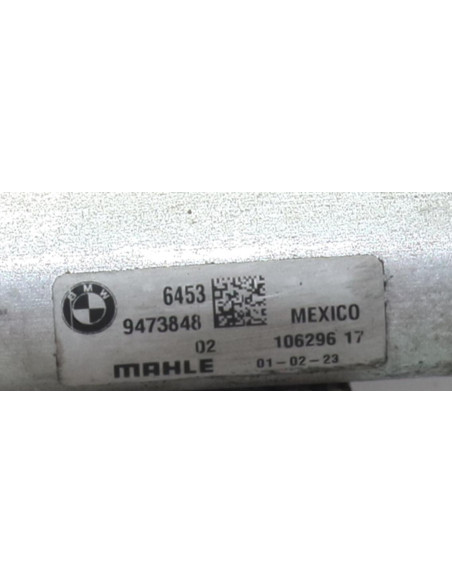 BMW
6453
9473848
MEXICO
02
106296 17
MAHLE
01-02-23